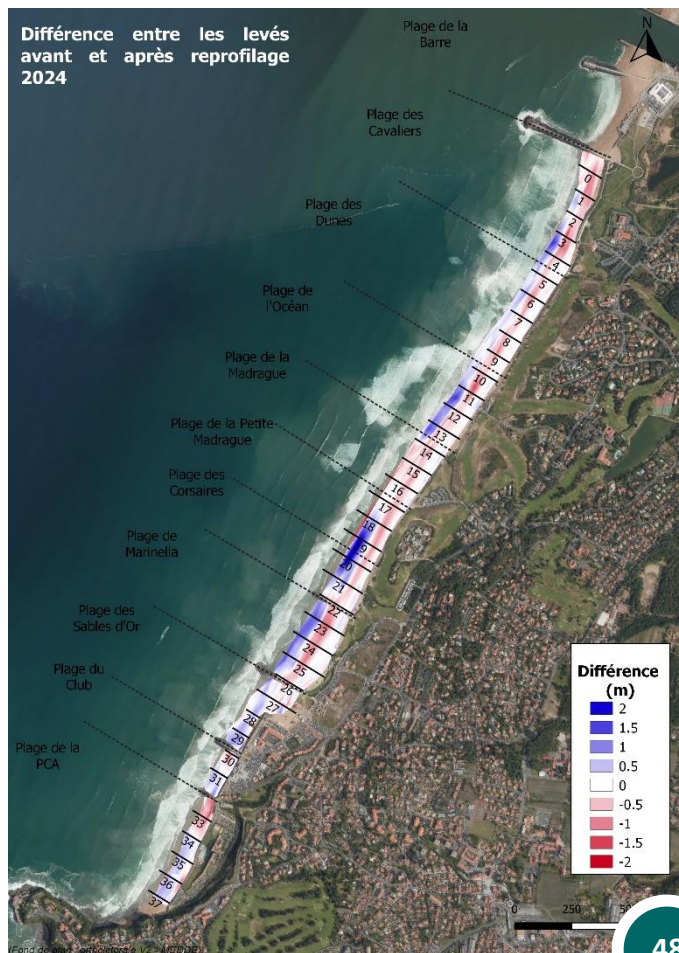 Différence entre les levés
avant et après reprofilage
2024
Plage de la
Barre
N
Plage des
Cavaliers
Plage des
Dunes
Plage de
l'Océan
Plage de la
Madrague
Plage de la Petite
Madrague
Plage des
Corsaires
Plage de
Marinella
Plage des
Sables d'Or
Plage du
Club
Plage de la
PCA
0
1
2
3
4
5
6
7
8
9
10
11
12
13
14
15
16
17
18
19
20
21
22
23
24
25
26
27
28
29
30
31
33
34
35
36
37
Différence
(m)
2
1.5
1
0.5
0
-0.5
-1
-1.5
-2
0 250
48